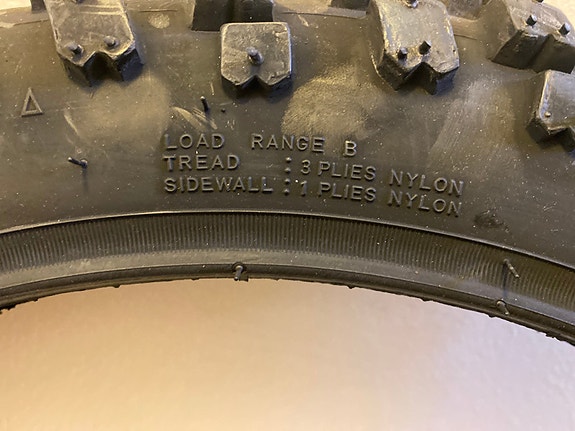 LOAD RANGE B
TREAD : 3 PLIES NYLON
SIDEWALL : 1 PLIES NYLON